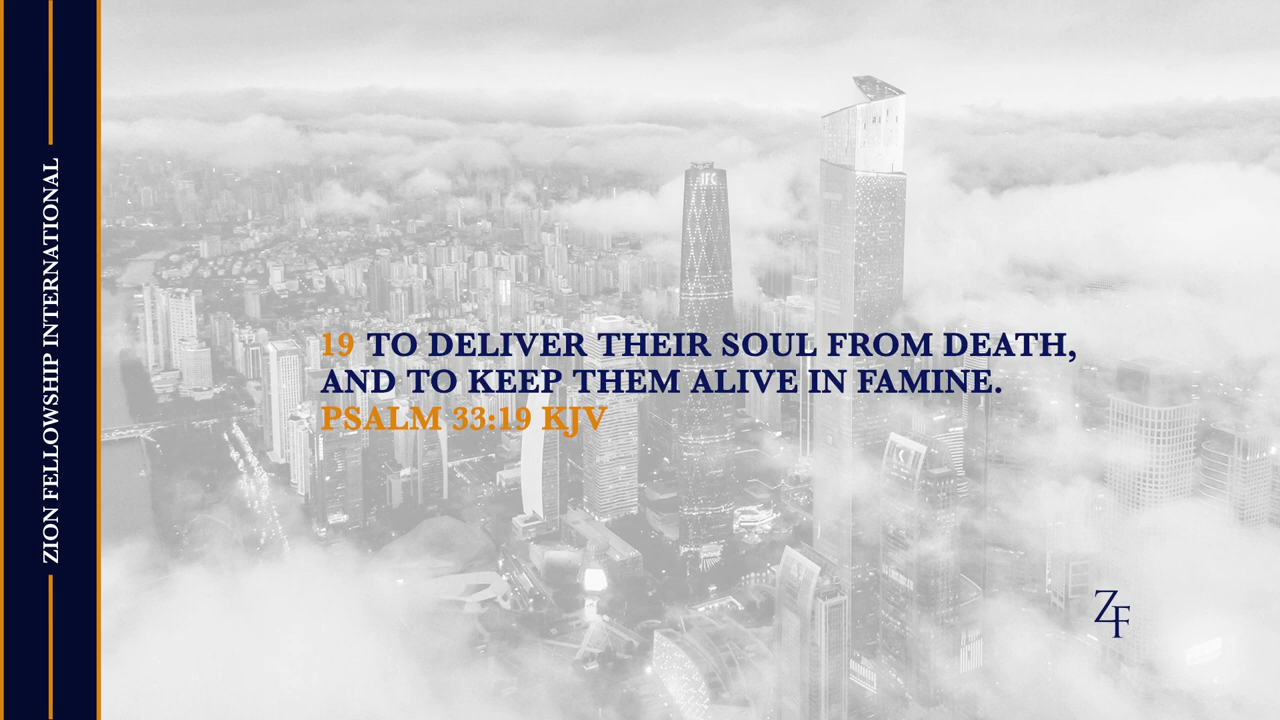 ZION FELLOWSHIP INTERNATIONAL
IFC
19 TO DELIVER THEIR SOUL FROM DEATH,
AND TO KEEP THEM ALIVE IN FAMINE.
PSALM 33:19 KJV
ZF